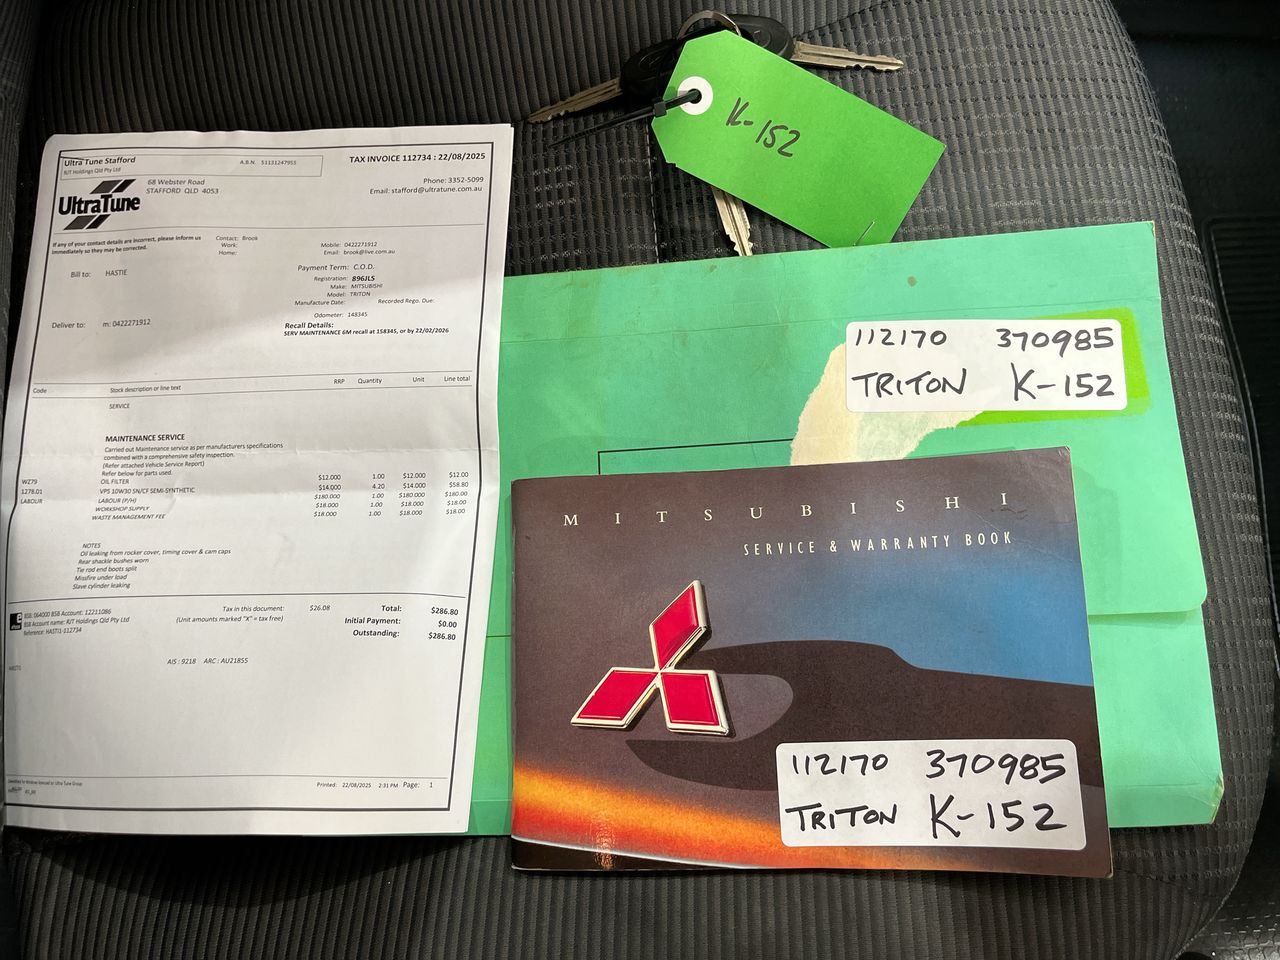 Ultra Tune Stafford
KJT Holdings Qld Pty Ltd
A.B.N. 51131247955
TAX INVOICE 112734 : 22/08/2025
UltraTune
68 Webster Road
STAFFORD QLD 4053
Phone: 3352-5099
Email: stafford@ultratune.com.au
If any of your contact details are incorrect, please inform us
immediately so they may be corrected.
Contact: Brook
Work:
Home:
Mobile: 0422271912
Email: brook@live.com.au
Bill to: HASTIE
Payment Term: C.O.D.
Registration: 896JLS
Make: MITSUBISHI
Model: TRITON
Manufacture Date: Recorded Rego. Due:
Odometer: 148345
Deliver to: m: 0422271912
Recall Details:
SERV MAINTENANCE 6M recall at 158345, or by 22/02/2026
Code Stock description or line text RRP Quantity Unit Line total
SERVICE
MAINTENANCE SERVICE
Carried out Maintenance service as per manufacturers specifications
combined with a comprehensive safety inspection.
(Refer attached Vehicle Service Report)
Refer below for parts used.
WZ79 OIL FILTER $12.000 1.00 $12.000 $12.00
1278.01 VPS 10W30 SN/CF SEMI-SYNTHETIC $14.000 4.20 $14.000 $58.80
LABOUR LABOUR (P/H) $180.000 1.00 $180.000 $180.00
WORKSHOP SUPPLY $18.000 1.00 $18.000 $18.00
WASTE MANAGEMENT FEE $18.000 1.00 $18.000 $18.00
NOTES
Oil leaking from rocker cover, timing cover & cam caps
Rear shackle bushes worn
Tie rod end boots split
Missfire under load
Slave cylinder leaking
BSB: 064000 BSB Account: 12211086
BSB Account name: KJT Holdings Qld Pty Ltd
Reference: HASTI1-112734
Tax in this document: $26.08
(Unit amounts marked "X" = tax free)
Total: $286.80
Initial Payment: $0.00
Outstanding: $286.80
AIS : 9218 ARC : AU21855
Printed: 22/08/2025 2:31 PM Page: 1
K-152
112170 370985
TRITON K-152
MITSUBISHI
SERVICE & WARRANTY BOOK
112170 370985
TRITON K-152